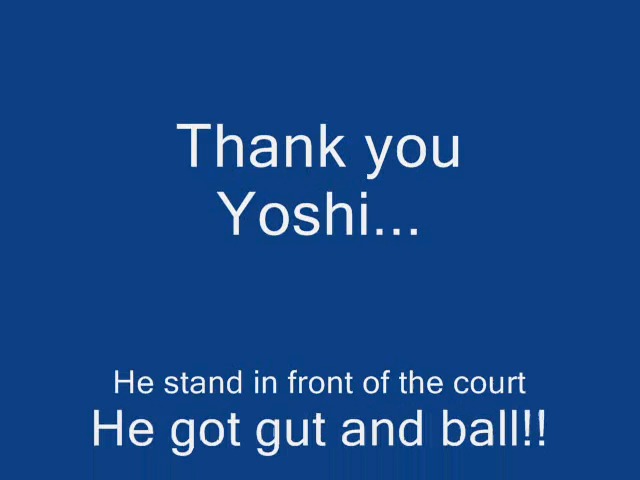 Thank you
Yoshi...
He stand in front of the court
He got gut and ball!!